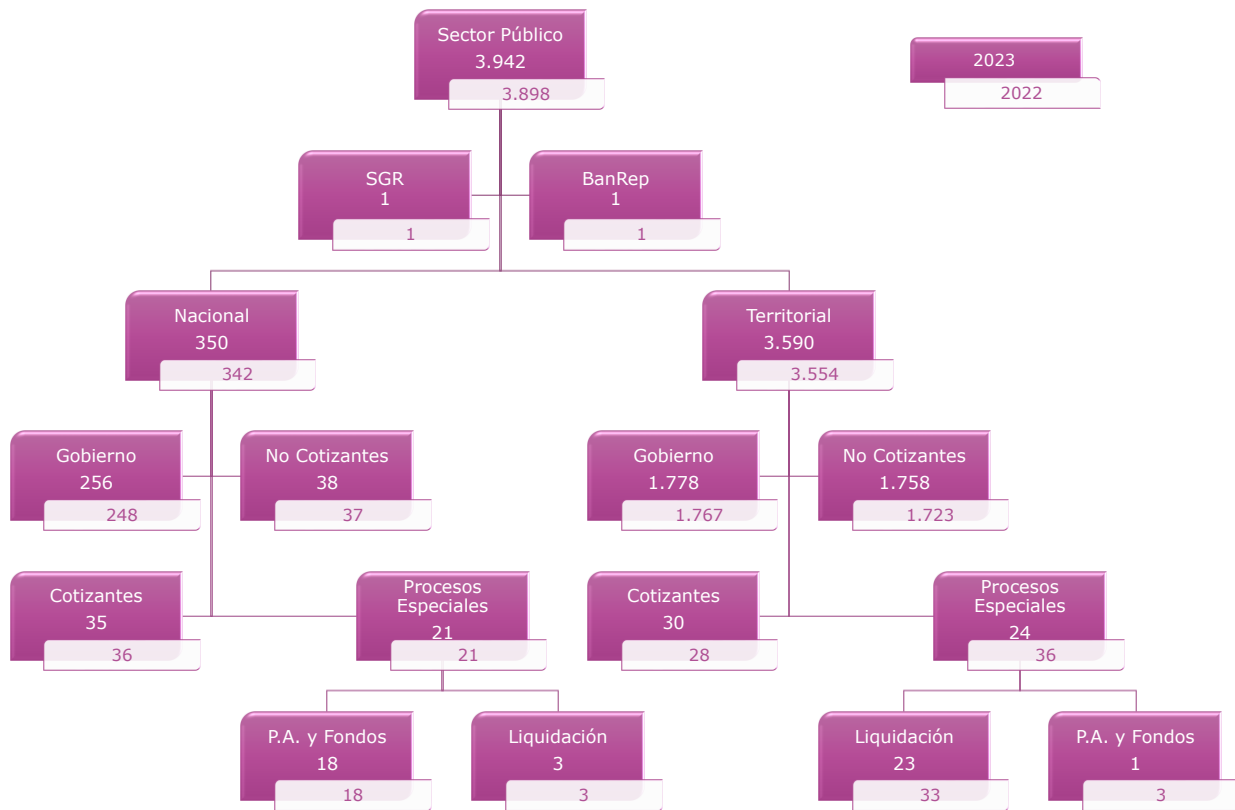 Sector Público
3.942
3.898
2023
2022
SGR
1
1
BanRep
1
1
Nacional
350
342
Territorial
3.590
3.554
Gobierno
256
248
No Cotizantes
38
37
Gobierno
1.778
1.767
No Cotizantes
1.758
1.723
Cotizantes
35
36
Procesos
Especiales
21
21
Cotizantes
30
28
Procesos
Especiales
24
36
P.A. y Fondos
18
18
Liquidación
3
3
Liquidación
23
33
P.A. y Fondos
1
3